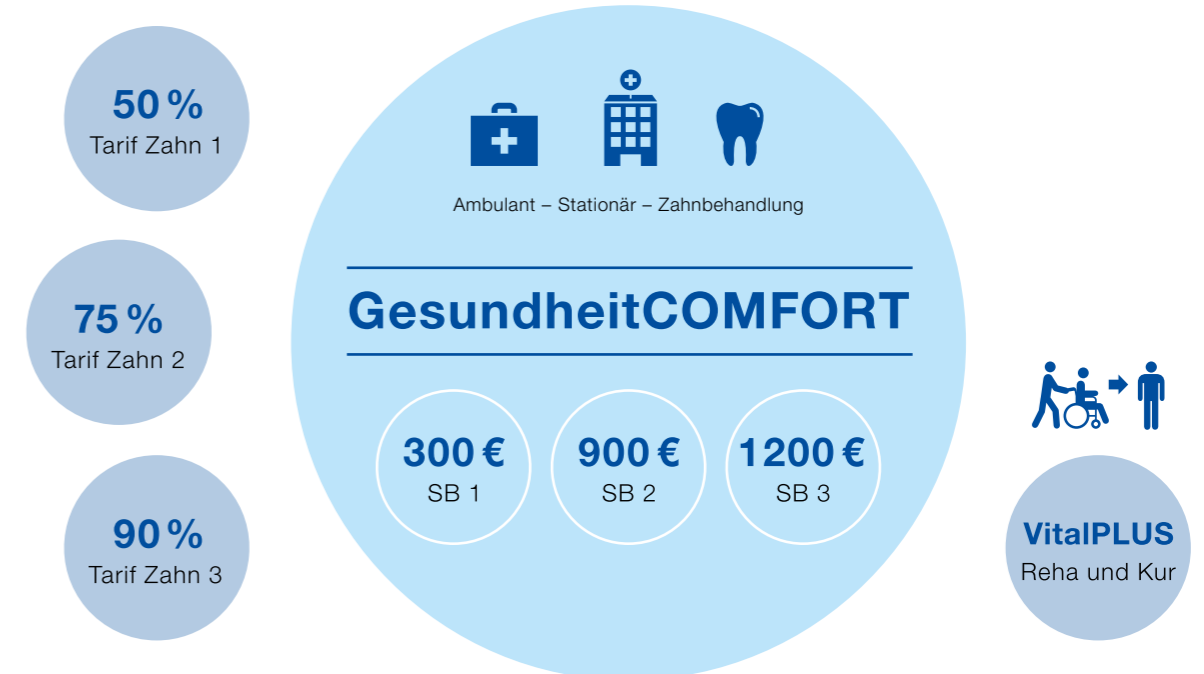 50 %
Tarif Zahn 1
75 %
Tarif Zahn 2
90 %
Tarif Zahn 3
Ambulant – Stationär – Zahnbehandlung
GesundheitCOMFORT
300 €
SB 1
900 €
SB 2
1200 €
SB 3
VitalPLUS
Reha und Kur